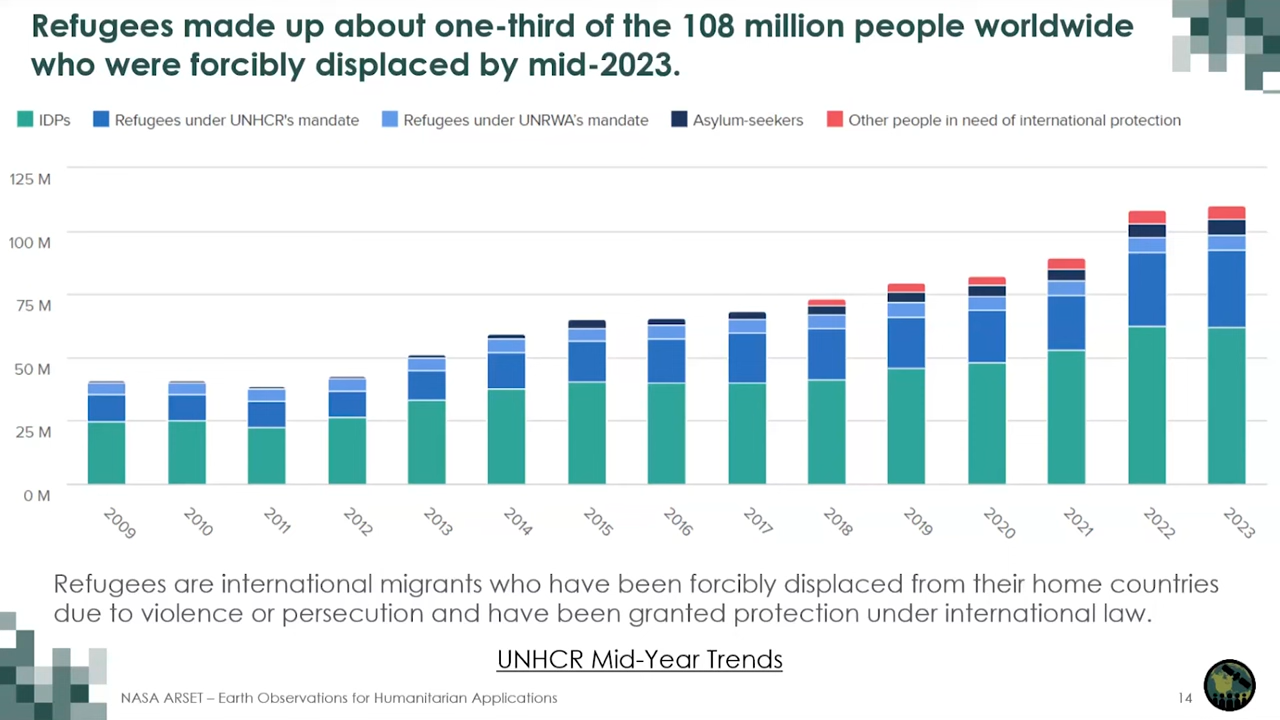 Refugees made up about one-third of the 108 million people worldwide
who were forcibly displaced by mid-2023.
IDPs Refugees under UNHCR's mandate Refugees under UNRWA's mandate Asylum-seekers Other people in need of international protection
125 M
100 M
75 M
50 M
25 M
0 M
2009 2010 2011 2012 2013 2014 2015 2016 2017 2018 2019 2020 2021 2022 2023
Refugees are international migrants who have been forcibly displaced from their home countries
due to violence or persecution and have been granted protection under international law.
UNHCR Mid-Year Trends
NASA ARSET – Earth Observations for Humanitarian Applications 14